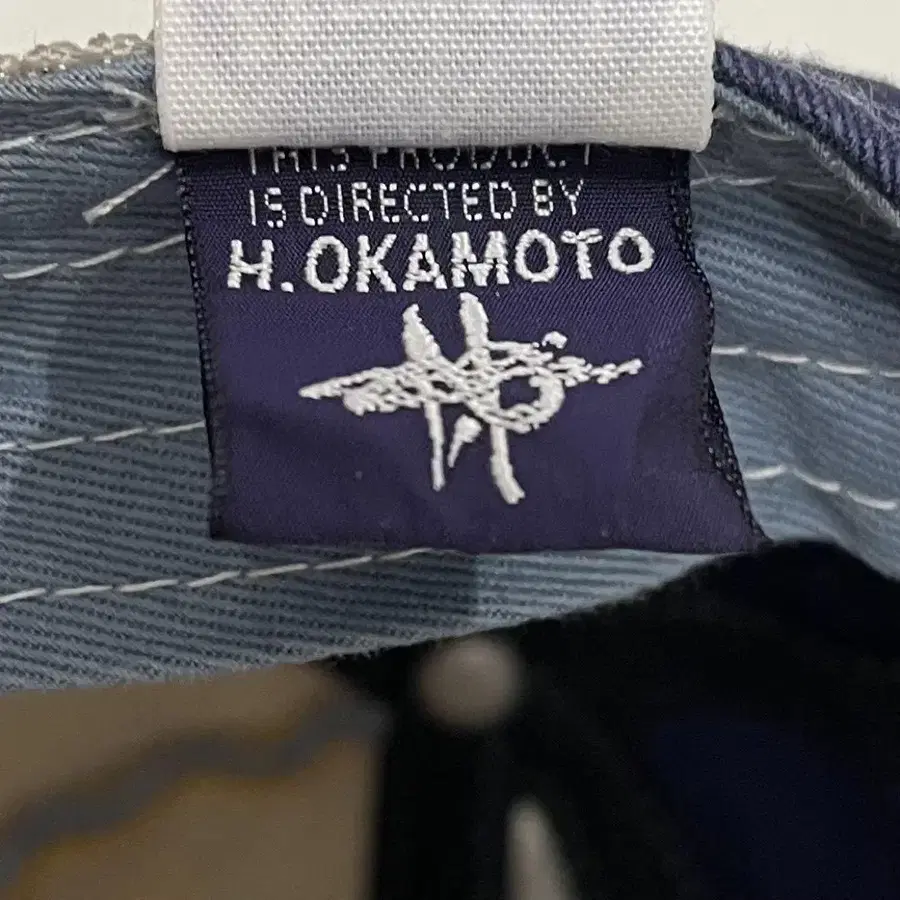 THIS PRODUCT
IS DIRECTED BY
H.OKAMOTO